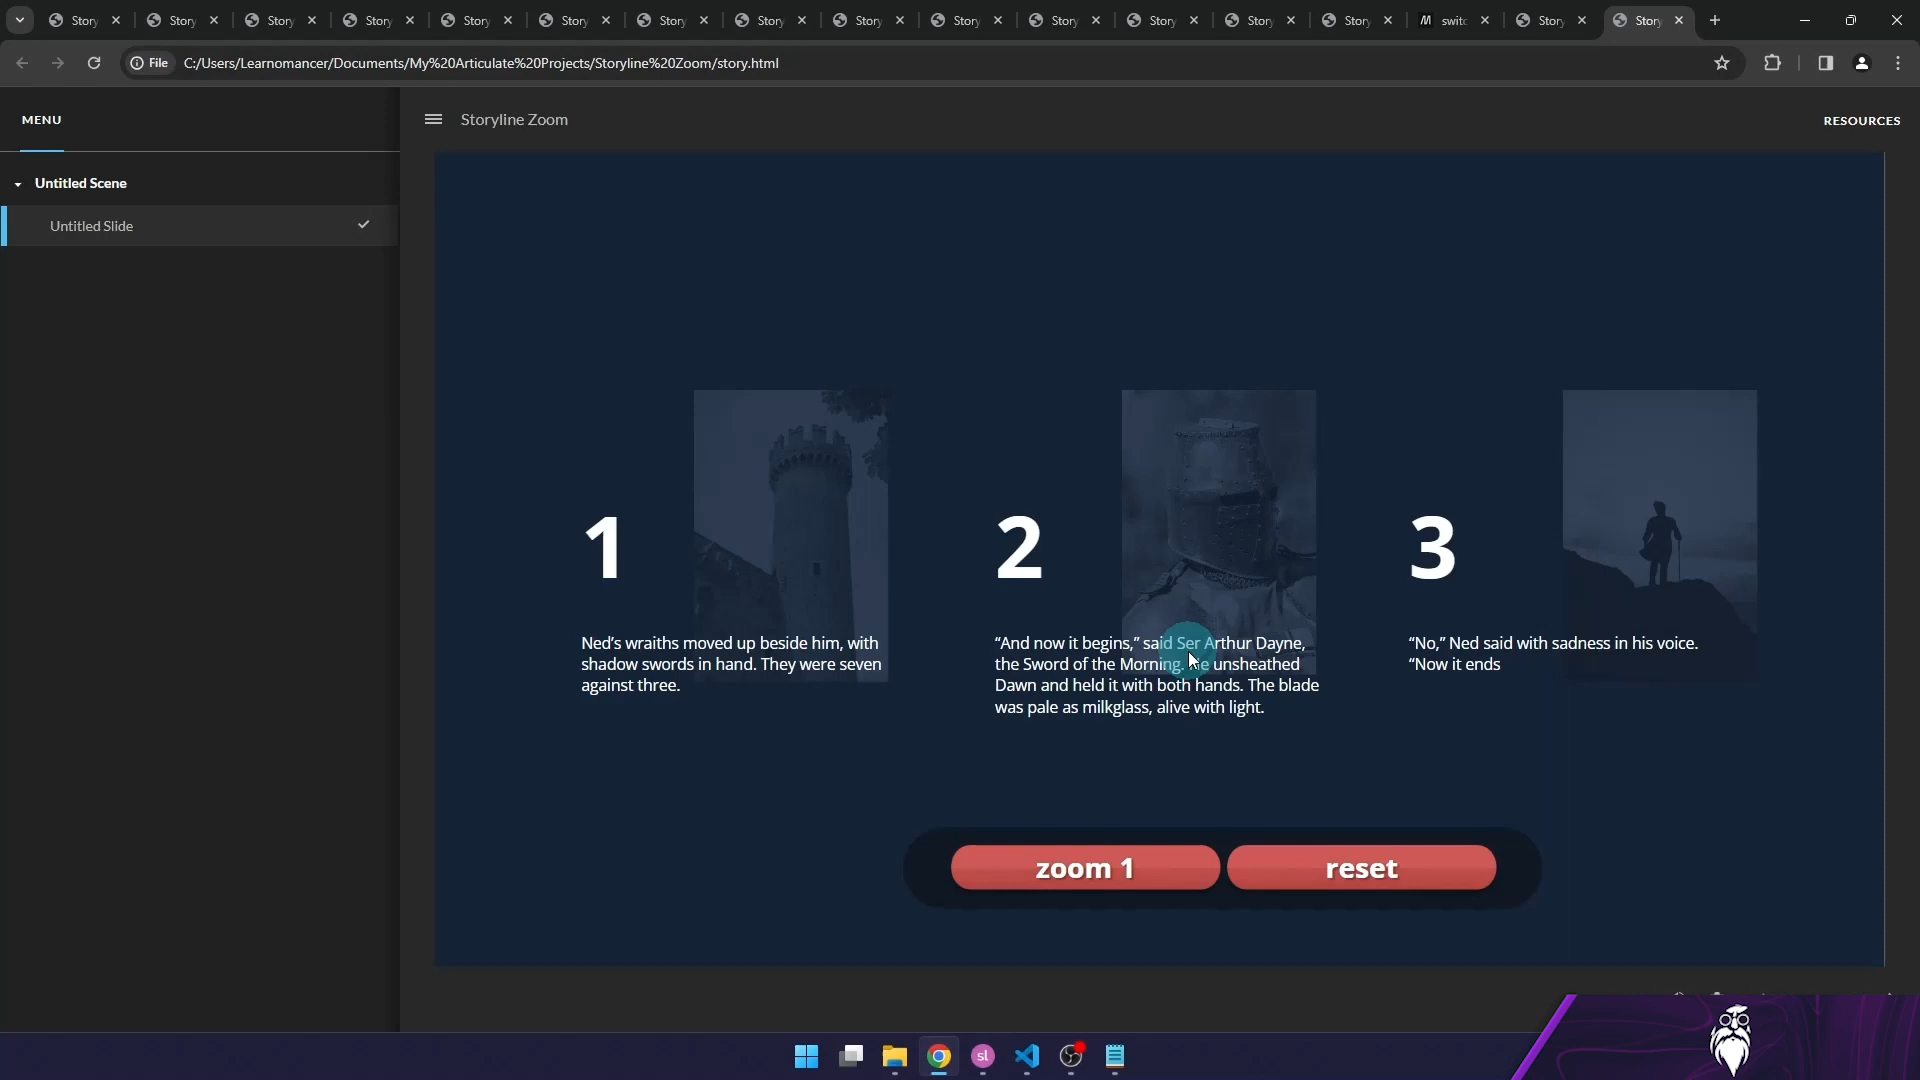 Story
Story
Story
Story
Story
Story
Story
Story
Story
Story
Story
Story
Story
Story
switc
Story
Story
File
C:/Users/Learnomancer/Documents/My%20Articulate%20Projects/Storyline%20Zoom/story.html
MENU
Storyline Zoom
RESOURCES
Untitled Scene
Untitled Slide
1
Ned’s wraiths moved up beside him, with
shadow swords in hand. They were seven
against three.
2
“And now it begins,” said Ser Arthur Dayne,
the Sword of the Morning. He unsheathed
Dawn and held it with both hands. The blade
was pale as milkglass, alive with light.
3
“No,” Ned said with sadness in his voice.
“Now it ends
zoom 1
reset
sl